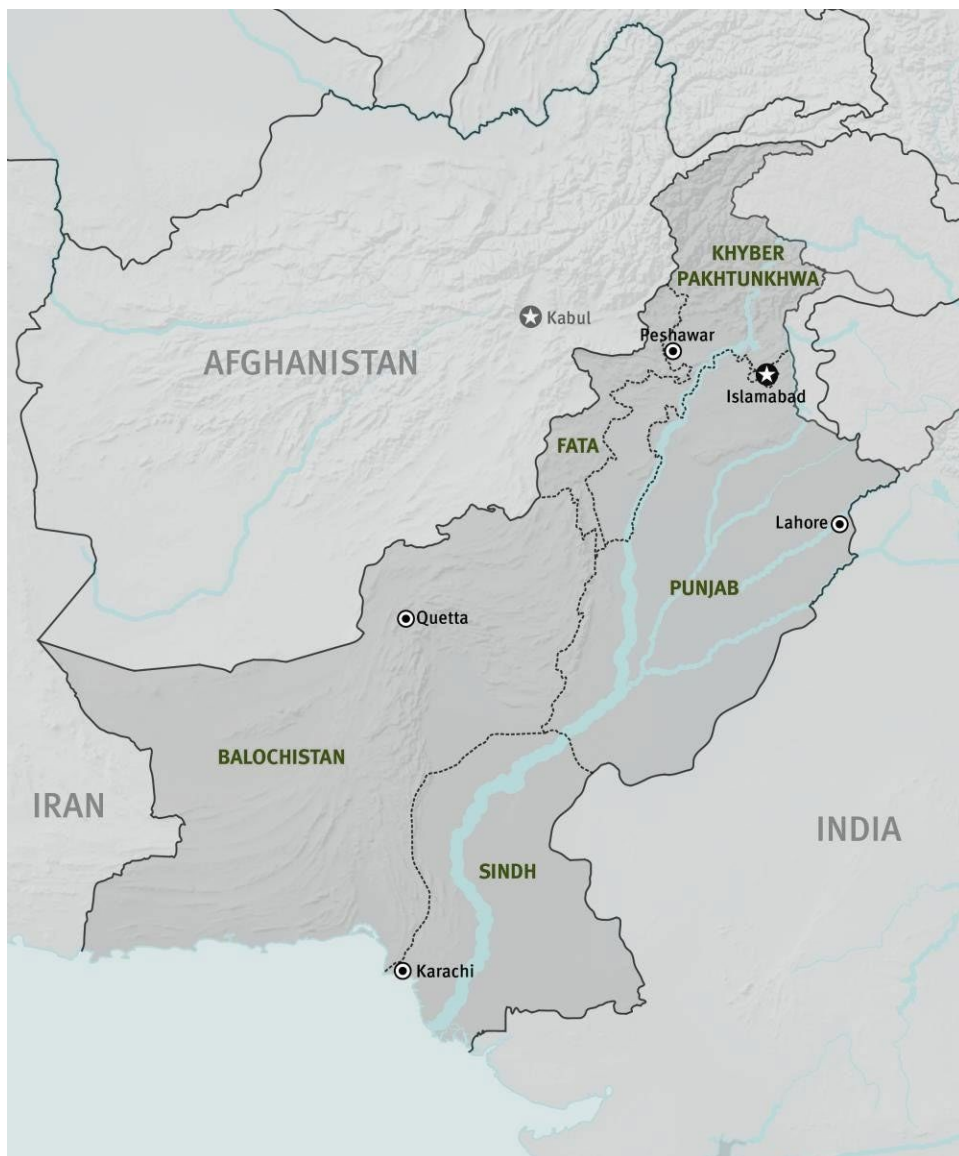 KHYBER
PAKHTUNKHWA
Kabul
Peshawar
AFGHANISTAN
Islamabad
FATA
Lahore
PUNJAB
Quetta
BALOCHISTAN
IRAN
INDIA
SINDH
Karachi